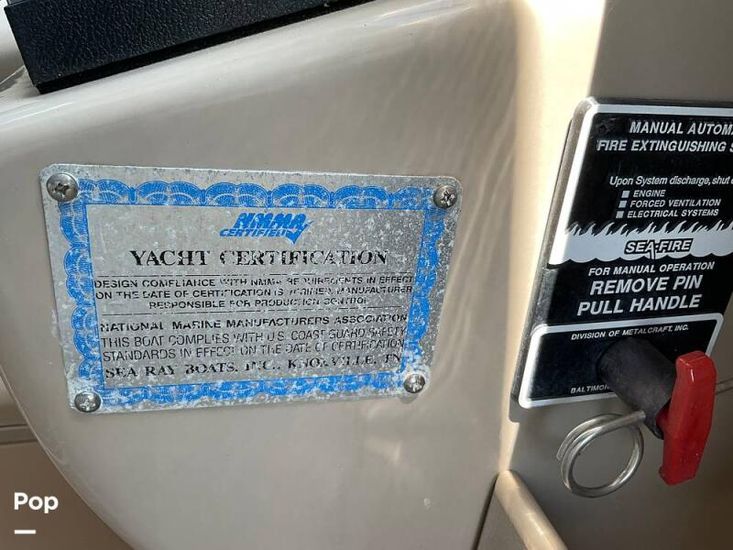 NMMA
CERTIFIED
YACHT CERTIFICATION
DESIGN COMPLIANCE WITH NMMA REQUIREMENTS IN EFFECT
ON THE DATE OF CERTIFICATION IS VERIFIED. MANUFACTURER
RESPONSIBLE FOR PRODUCTION CONTROL.
NATIONAL MARINE MANUFACTURERS ASSOCIATION
THIS BOAT COMPLIES WITH U.S. COAST GUARD SAFETY
STANDARDS IN EFFECT ON THE DATE OF CERTIFICATION
SEA RAY BOATS, INC., KNOXVILLE, TN
MANUAL AUTOMA
FIRE EXTINGUISHING S
Upon System discharge, shut
ENGINE
FORCED VENTILATION
ELECTRICAL SYSTEMS
SEA-FIRE
FOR MANUAL OPERATION
REMOVE PIN
PULL HANDLE
DIVISION OF METALCRAFT, INC.
BALTIMO
Pop